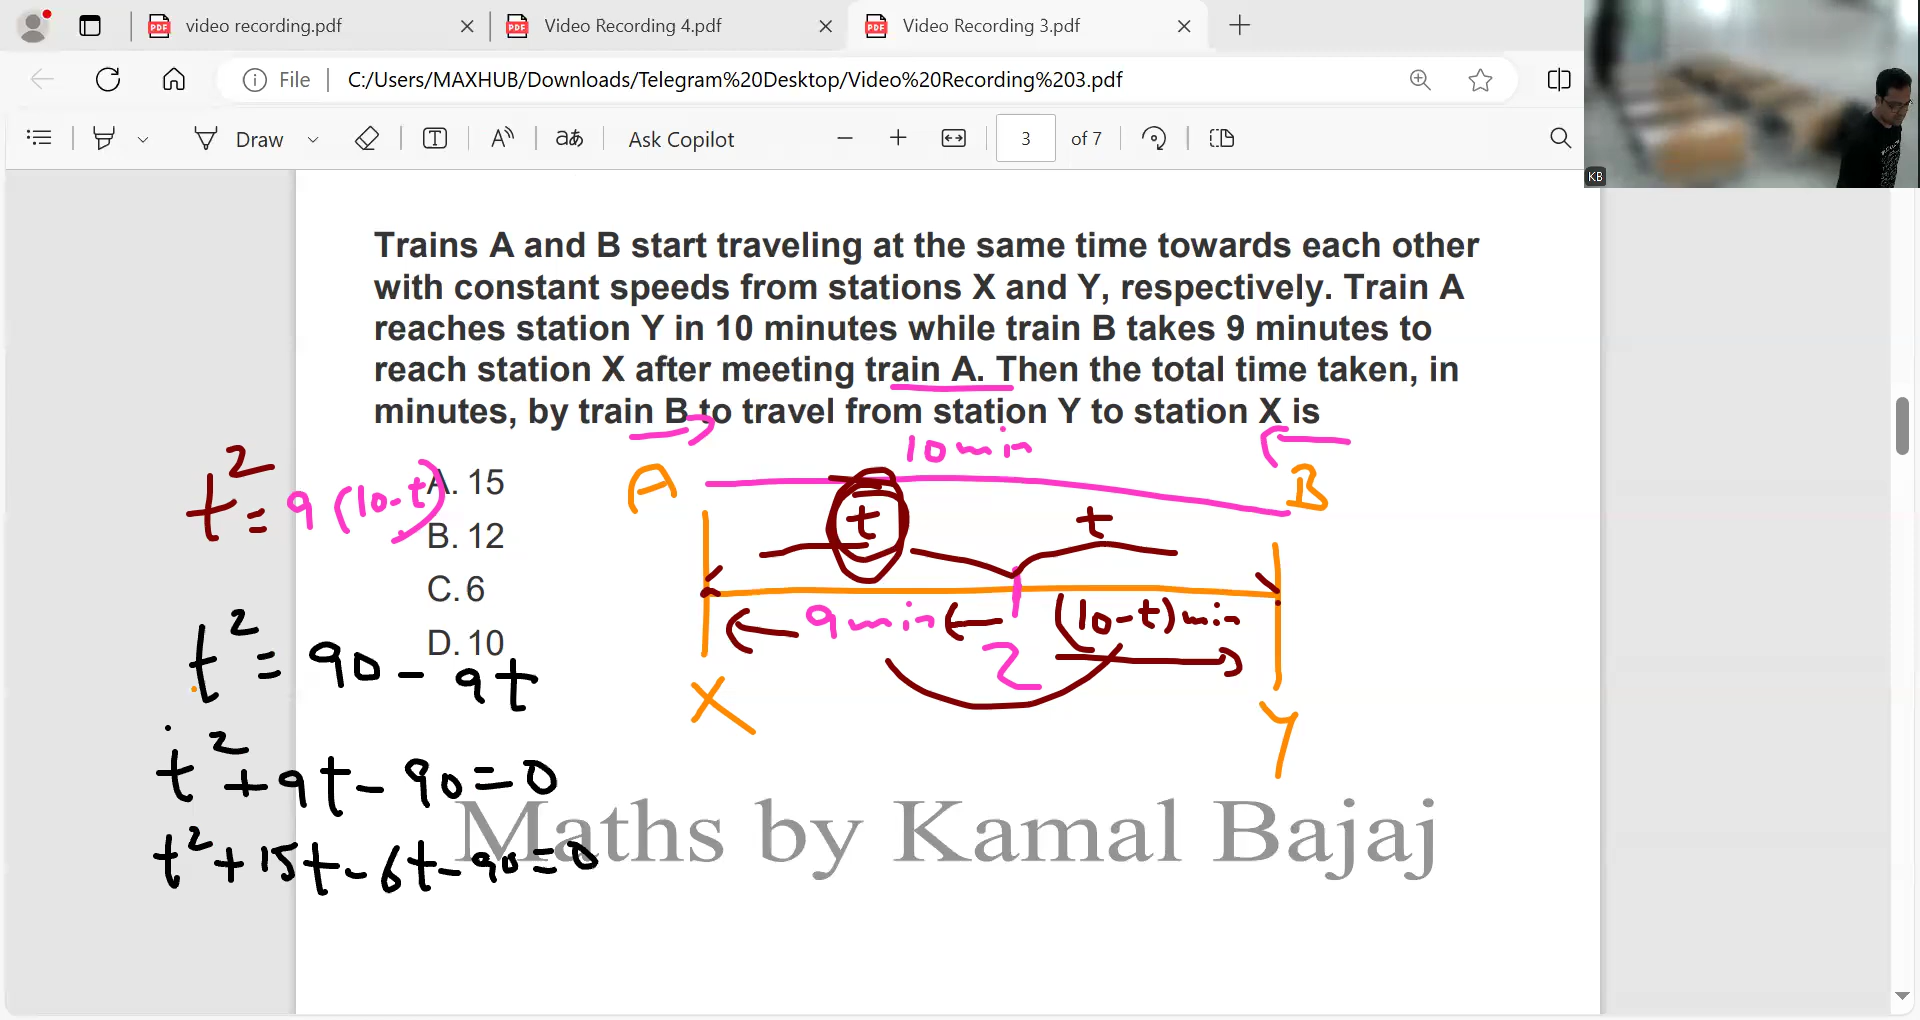 video recording.pdf
Video Recording 4.pdf
Video Recording 3.pdf
File
C:/Users/MAXHUB/Downloads/Telegram%20Desktop/Video%20Recording%203.pdf
Draw
Ask Copilot
3 of 7
KB
Trains A and B start traveling at the same time towards each other
with constant speeds from stations X and Y, respectively. Train A
reaches station Y in 10 minutes while train B takes 9 minutes to
reach station X after meeting train A. Then the total time taken, in
minutes, by train B to travel from station Y to station X is
A. 15
B. 12
C. 6
D. 10
10 min
A
B
t
t
9 min
(10-t) min
Z
X
Y
t² = 9 (10-t)
t² = 90 - 9t
t² + 9t - 90 = 0
t² + 15t - 6t - 90 = 0
Maths by Kamal Bajaj